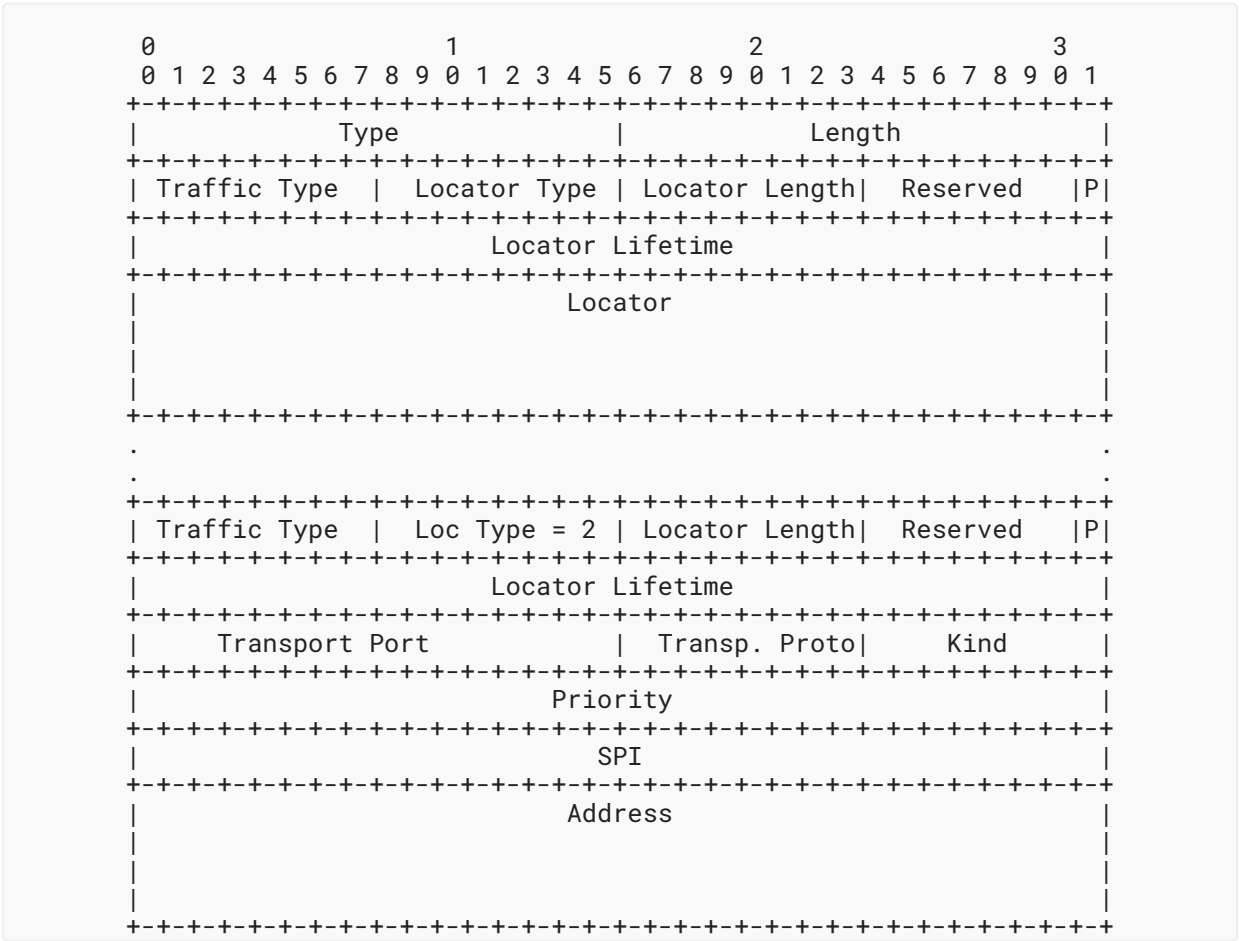 0                   1                   2                   3
 0 1 2 3 4 5 6 7 8 9 0 1 2 3 4 5 6 7 8 9 0 1 2 3 4 5 6 7 8 9 0 1
+-+-+-+-+-+-+-+-+-+-+-+-+-+-+-+-+-+-+-+-+-+-+-+-+-+-+-+-+-+-+-+-+
|             Type              |            Length             |
+-+-+-+-+-+-+-+-+-+-+-+-+-+-+-+-+-+-+-+-+-+-+-+-+-+-+-+-+-+-+-+-+
| Traffic Type  |  Locator Type | Locator Length|  Reserved   |P|
+-+-+-+-+-+-+-+-+-+-+-+-+-+-+-+-+-+-+-+-+-+-+-+-+-+-+-+-+-+-+-+-+
|                       Locator Lifetime                        |
+-+-+-+-+-+-+-+-+-+-+-+-+-+-+-+-+-+-+-+-+-+-+-+-+-+-+-+-+-+-+-+-+
|                            Locator                            |
|                                                               |
|                                                               |
|                                                               |
+-+-+-+-+-+-+-+-+-+-+-+-+-+-+-+-+-+-+-+-+-+-+-+-+-+-+-+-+-+-+-+-+
.                                                               .
.                                                               .
+-+-+-+-+-+-+-+-+-+-+-+-+-+-+-+-+-+-+-+-+-+-+-+-+-+-+-+-+-+-+-+-+
| Traffic Type  |  Loc Type = 2 | Locator Length|  Reserved   |P|
+-+-+-+-+-+-+-+-+-+-+-+-+-+-+-+-+-+-+-+-+-+-+-+-+-+-+-+-+-+-+-+-+
|                       Locator Lifetime                        |
+-+-+-+-+-+-+-+-+-+-+-+-+-+-+-+-+-+-+-+-+-+-+-+-+-+-+-+-+-+-+-+-+
|     Transport Port            |  Transp. Proto|     Kind      |
+-+-+-+-+-+-+-+-+-+-+-+-+-+-+-+-+-+-+-+-+-+-+-+-+-+-+-+-+-+-+-+-+
|                           Priority                            |
+-+-+-+-+-+-+-+-+-+-+-+-+-+-+-+-+-+-+-+-+-+-+-+-+-+-+-+-+-+-+-+-+
|                              SPI                              |
+-+-+-+-+-+-+-+-+-+-+-+-+-+-+-+-+-+-+-+-+-+-+-+-+-+-+-+-+-+-+-+-+
|                            Address                            |
|                                                               |
|                                                               |
|                                                               |
+-+-+-+-+-+-+-+-+-+-+-+-+-+-+-+-+-+-+-+-+-+-+-+-+-+-+-+-+-+-+-+-+